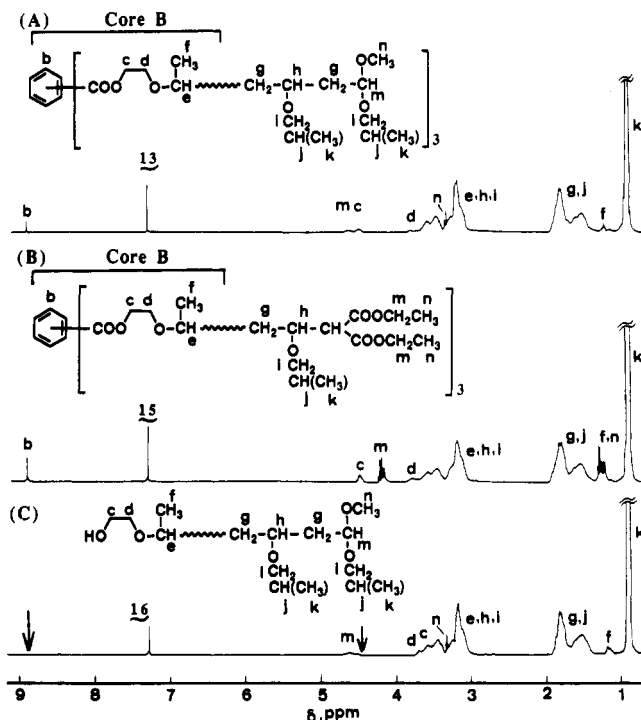 (A) Core B
b c d f g h g n
CH₃ OCH₃
COO O-CH CH₂-CH-CH₂-CH m
e O O
i CH₂ i CH₂
CH(CH₃) CH(CH₃) 3
j k j k
13
b m c d n e,h,i g,j f k
(B) Core B
b c d f g h m n
CH₃ COOCH₂CH₃
COO O-CH CH₂-CH-CH
e O COOCH₂CH₃
i CH₂ m n
CH(CH₃) 3
j k
15
b c m d e,h,i g,j f,n k
(C)
c d f g h g n
CH₃ OCH₃
HO O-CH CH₂-CH-CH₂-CH m
e O O
i CH₂ i CH₂
CH(CH₃) CH(CH₃)
j k j k
16
m d c n e,h,i g,j f k
9 8 7 6 5 4 3 2 1
δ, ppm